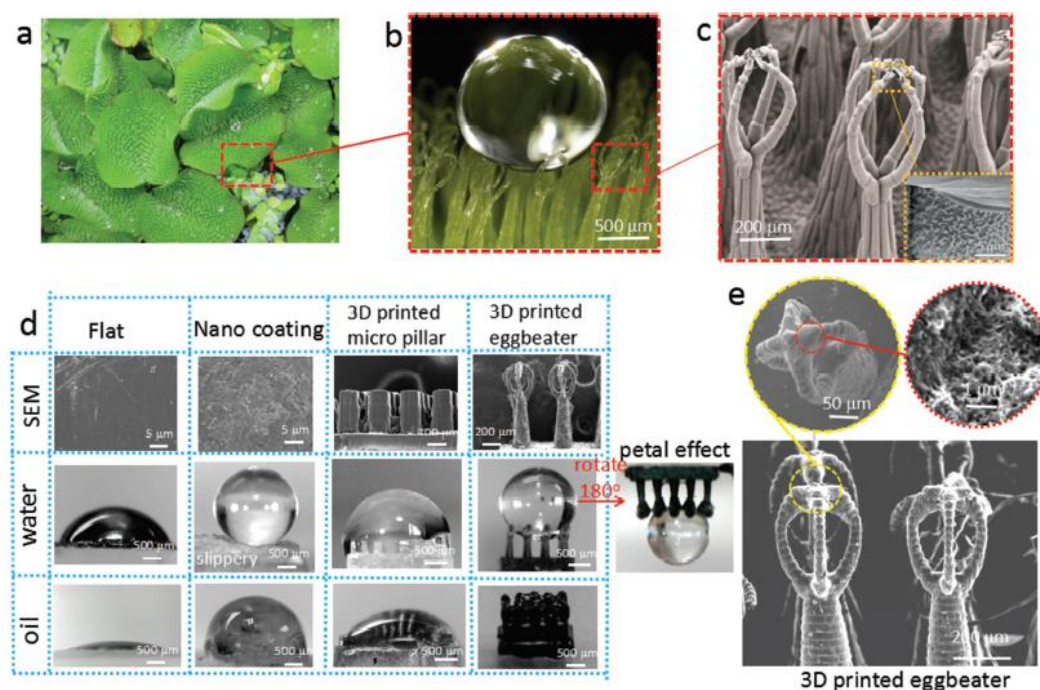 a
b
500 μm
c
200 μm
5 μm
d
Flat
Nano coating
3D printed
micro pillar
3D printed
eggbeater
SEM
5 μm
5 μm
200 μm
water
500 μm
slippery
500 μm
500 μm
500 μm
rotate
180°
petal effect
oil
500 μm
500 μm
500 μm
500 μm
e
50 μm
1 μm
200 μm
3D printed eggbeater